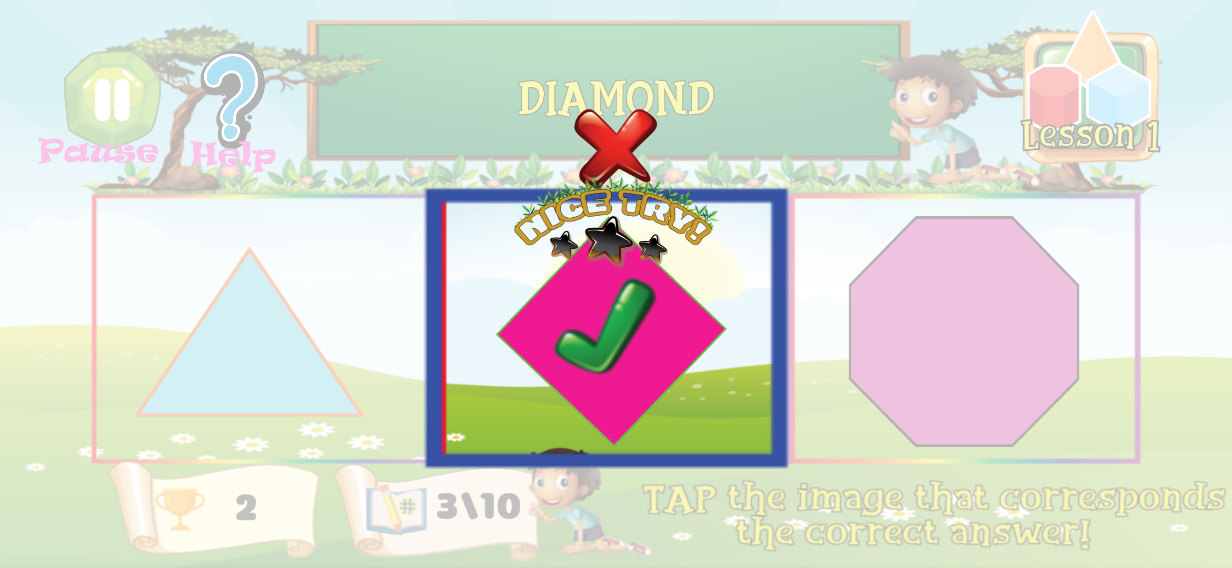 DIAMOND
Pause
Help
Lesson 1
NICE TRY!
2
#
3\10
TAP the image that corresponds
the correct answer!